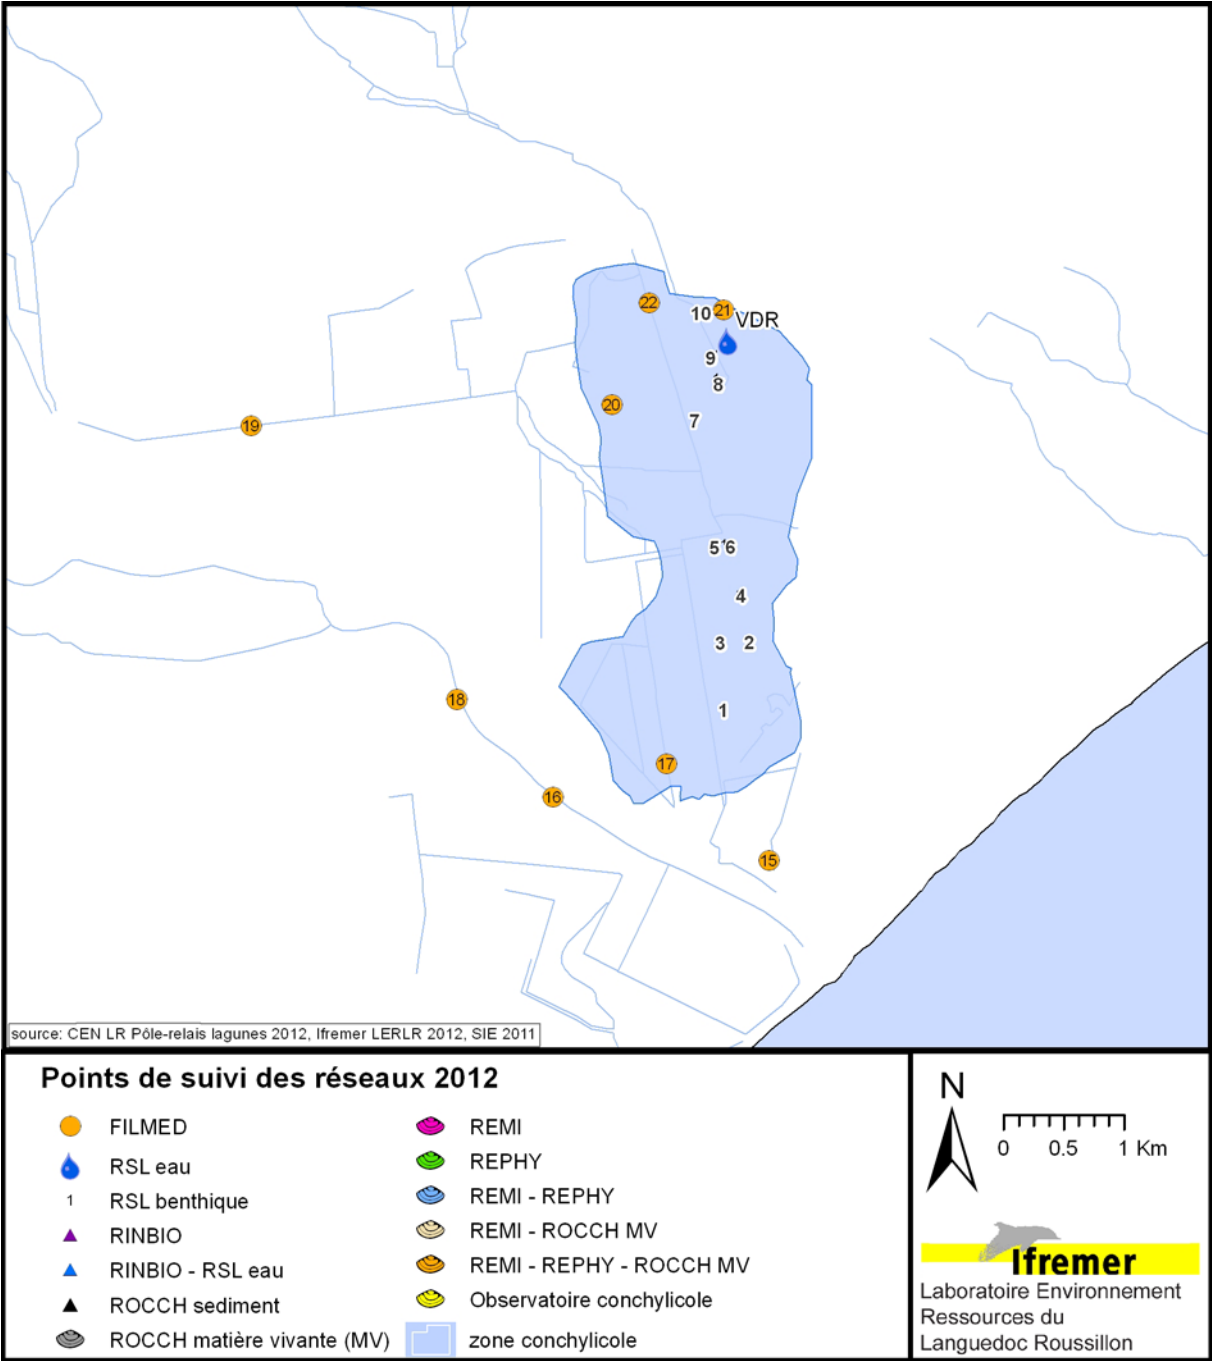 22
10
21
VDR
9
8
20
7
19
5
6
4
3
2
18
1
17
16
15
source: CEN LR Pôle-relais lagunes 2012, Ifremer LERLR 2012, SIE 2011
Points de suivi des réseaux 2012
FILMED
RSL eau
1 RSL benthique
RINBIO
RINBIO - RSL eau
ROCCH sediment
ROCCH matière vivante (MV)
REMI
REPHY
REMI - REPHY
REMI - ROCCH MV
REMI - REPHY - ROCCH MV
Observatoire conchylicole
zone conchylicole
N
0 0.5 1 Km
Ifremer
Laboratoire Environnement
Ressources du
Languedoc Roussillon